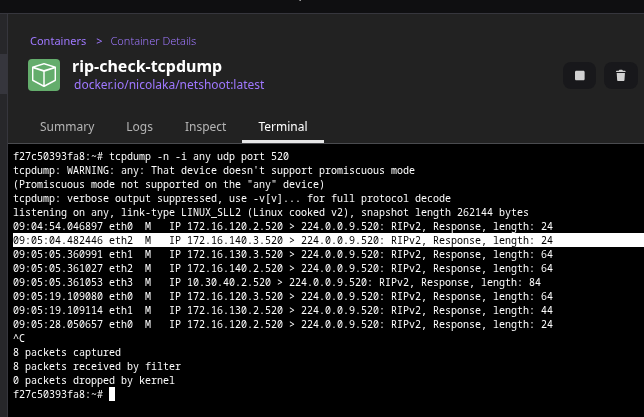 Containers > Container Details
rip-check-tcpdump
docker.io/nicolaka/netshoot:latest
Summary Logs Inspect Terminal
f27c50393fa8:~# tcpdump -n -i any udp port 520
tcpdump: WARNING: any: That device doesn't support promiscuous mode
(Promiscuous mode not supported on the "any" device)
tcpdump: verbose output suppressed, use -v[v]... for full protocol decode
listening on any, link-type LINUX_SLL2 (Linux cooked v2), snapshot length 262144 bytes
09:04:54.046897 eth0  M   IP 172.16.120.2.520 > 224.0.0.9.520: RIPv2, Response, length: 24
09:05:04.482446 eth2  M   IP 172.16.140.3.520 > 224.0.0.9.520: RIPv2, Response, length: 24
09:05:05.360991 eth1  M   IP 172.16.130.3.520 > 224.0.0.9.520: RIPv2, Response, length: 64
09:05:05.361027 eth2  M   IP 172.16.140.2.520 > 224.0.0.9.520: RIPv2, Response, length: 64
09:05:05.361053 eth3  M   IP 10.30.40.2.520 > 224.0.0.9.520: RIPv2, Response, length: 84
09:05:19.109080 eth0  M   IP 172.16.120.3.520 > 224.0.0.9.520: RIPv2, Response, length: 64
09:05:19.109114 eth1  M   IP 172.16.130.2.520 > 224.0.0.9.520: RIPv2, Response, length: 44
09:05:28.050657 eth0  M   IP 172.16.120.2.520 > 224.0.0.9.520: RIPv2, Response, length: 24
^C
8 packets captured
8 packets received by filter
0 packets dropped by kernel
f27c50393fa8:~#